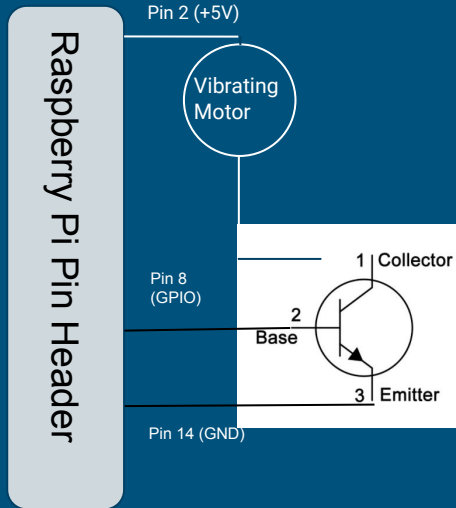 Pin 2 (+5V)
Raspberry Pi Pin Header
Vibrating
Motor
1 Collector
Pin 8
(GPIO)
2
Base
3 Emitter
Pin 14 (GND)